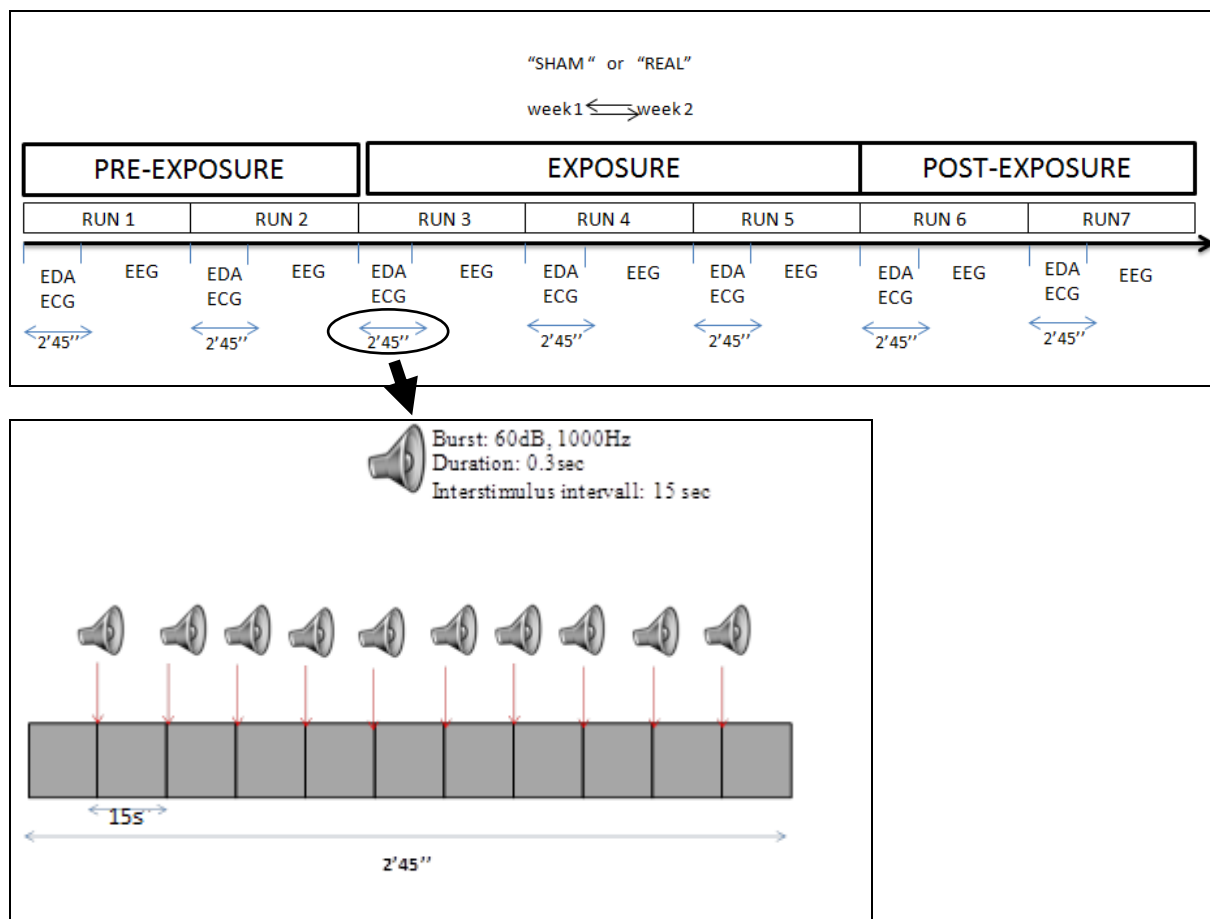 “SHAM “ or “REAL”
week1 week2
PRE-EXPOSURE EXPOSURE POST-EXPOSURE
RUN 1 RUN 2 RUN 3 RUN 4 RUN 5 RUN 6 RUN7
EDA EEG EDA EEG EDA EEG EDA EEG EDA EEG EDA EEG EDA EEG
ECG ECG ECG ECG ECG ECG ECG
2’45’’ 2’45’’ 2’45’’ 2’45’’ 2’45’’ 2’45’’ 2’45’’
Burst: 60dB, 1000Hz
Duration: 0.3sec
Interstimulus intervall: 15 sec
15s
2’45’’